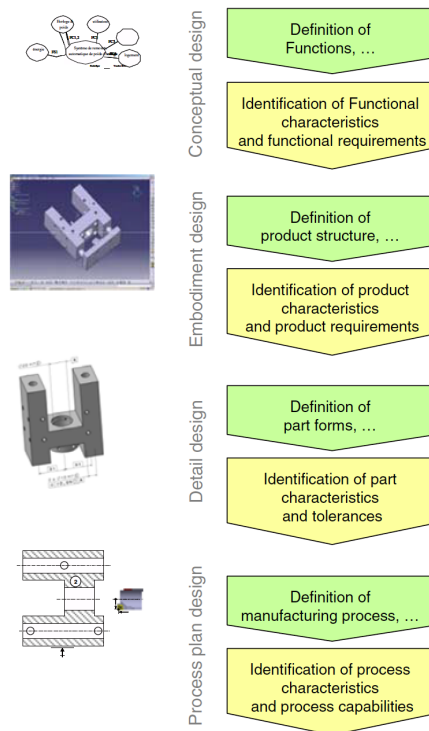 Conceptual design
Definition of
Functions, …
Identification of Functional
characteristics
and functional requirements
Embodiment design
Definition of
product structure, …
Identification of product
characteristics
and product requirements
Detail design
Definition of
part forms, …
Identification of part
characteristics
and tolerances
2
Process plan design
Definition of
manufacturing process, …
Identification of process
characteristics
and process capabilities